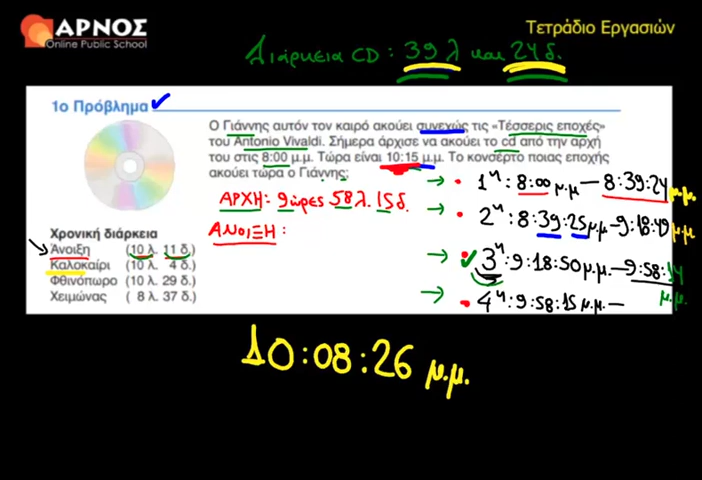 ΑΡΝΟΣ
Online Public School
Τετράδιο Εργασιών
Διάρκεια CD : 39 λ και 24 δ.
1ο Πρόβλημα
Ο Γιάννης αυτόν τον καιρό ακούει συνεχώς τις «Τέσσερις εποχές»
του Antonio Vivaldi. Σήμερα άρχισε να ακούει το cd από την αρχή
του στις 8:00 μ.μ. Τώρα είναι 10:15 μ.μ. Το κονσέρτο ποιας εποχής
ακούει τώρα ο Γιάννης;
Χρονική διάρκεια
Άνοιξη (10 λ. 11 δ.)
Καλοκαίρι (10 λ. 4 δ.)
Φθινόπωρο (10 λ. 29 δ.)
Χειμώνας ( 8 λ. 37 δ.)
ΑΡΧΗ: 9 ώρες 58 λ. 15 δ.
ΑΝΟΙΞΗ :
1η : 8:00 μ.μ – 8:39:24 μ.μ.
2η : 8:39:25 μ.μ – 9:18:49 μ.μ
3η : 9:18:50 μ.μ. – 9:58:14 μ.μ.
4η : 9:58:15 μ.μ. –
10:08:26 μ.μ.